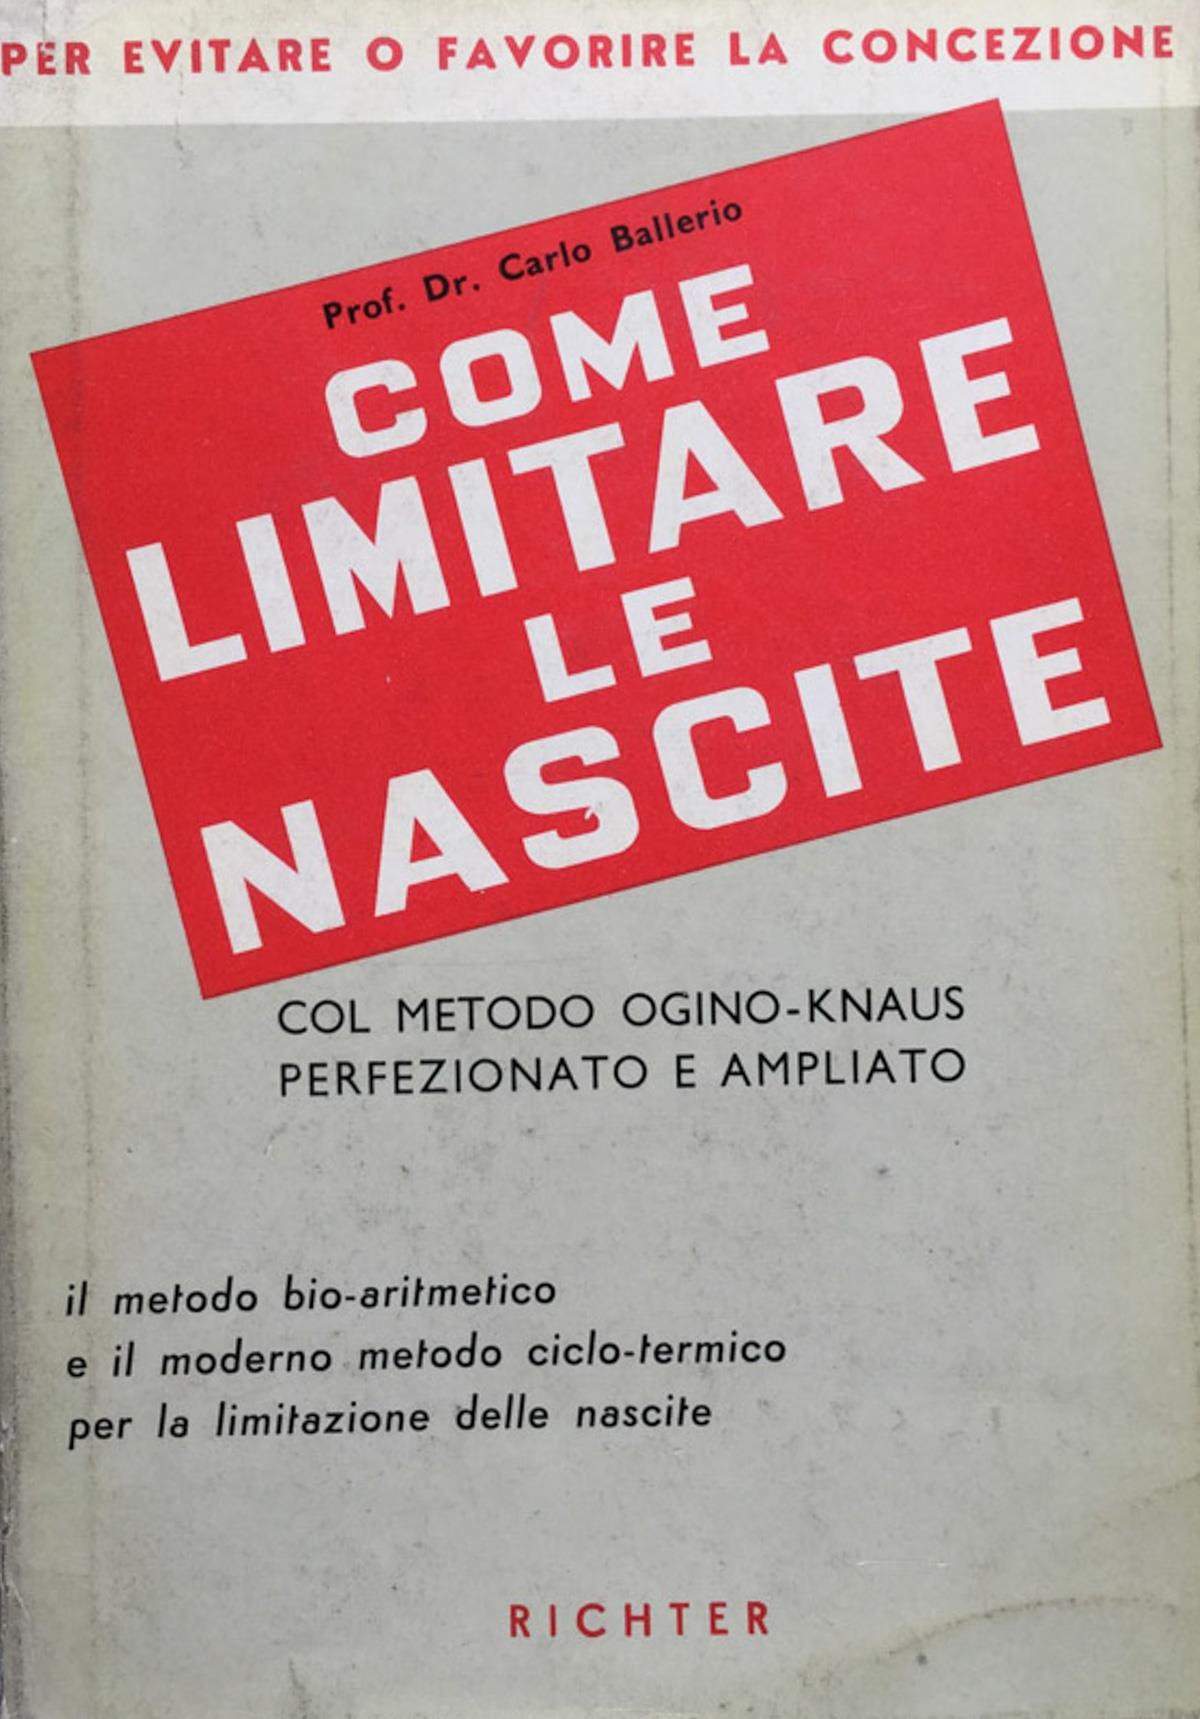 PER EVITARE O FAVORIRE LA CONCEZIONE
Prof. Dr. Carlo Ballerio
COME
LIMITARE
LE
NASCITE
COL METODO OGINO-KNAUS
PERFEZIONATO E AMPLIATO
il metodo bio-aritmetico
e il moderno metodo ciclo-termico
per la limitazione delle nascite
RICHTER